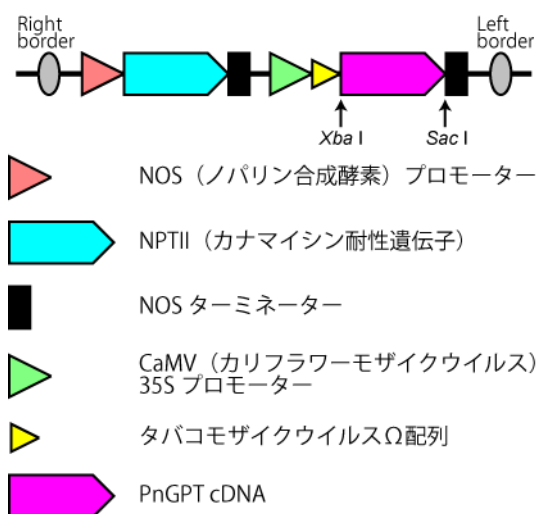 Right
border
Left
border
Xba I
Sac I
NOS（ノパリン合成酵素）プロモーター
NPTII（カナマイシン耐性遺伝子）
NOS ターミネーター
CaMV（カリフラワーモザイクウイルス）
35S プロモーター
タバコモザイクウイルスΩ配列
PnGPT cDNA